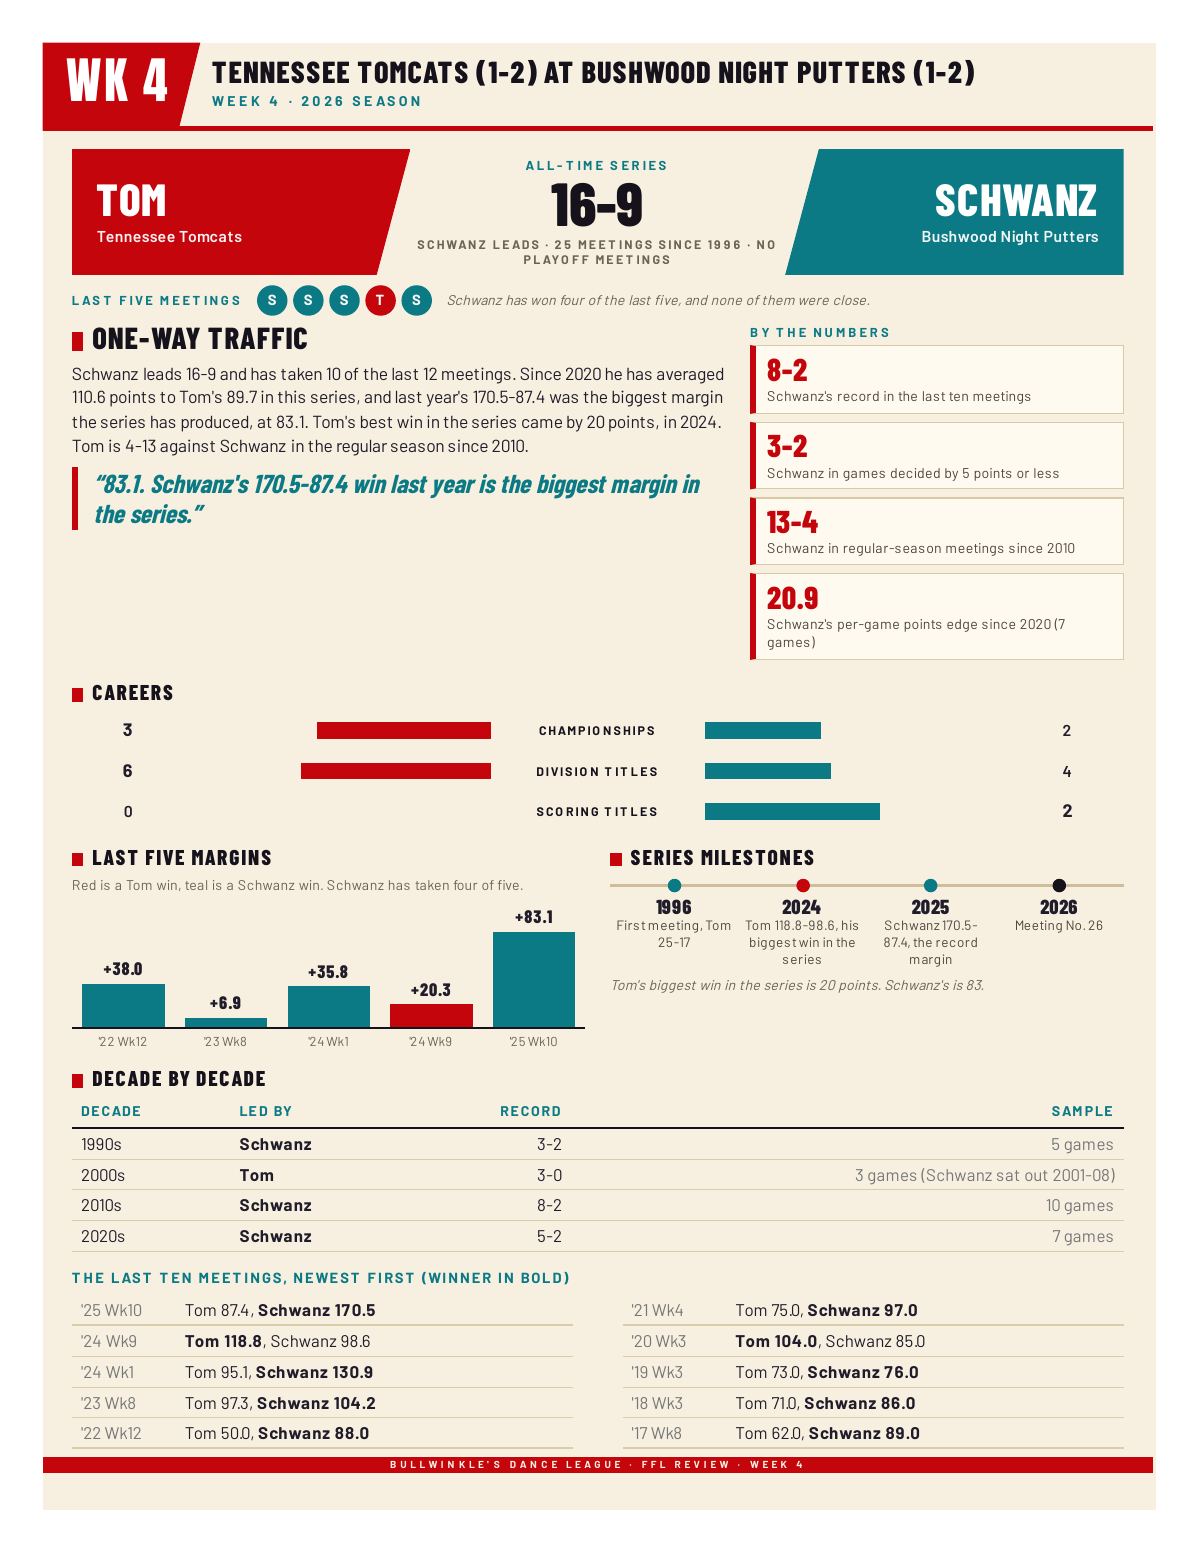 WK 4
TENNESSEE TOMCATS (1-2) AT BUSHWOOD NIGHT PUTTERS (1-2)
WEEK 4 · 2026 SEASON
TOM
Tennessee Tomcats
ALL-TIME SERIES
16–9
SCHWANZ LEADS · 25 MEETINGS SINCE 1996 · NO
PLAYOFF MEETINGS
SCHWANZ
Bushwood Night Putters
LAST FIVE MEETINGS S S S T S Schwanz has won four of the last five, and none of them were close.
ONE-WAY TRAFFIC
Schwanz leads 16-9 and has taken 10 of the last 12 meetings. Since 2020 he has averaged
110.6 points to Tom's 89.7 in this series, and last year's 170.5-87.4 was the biggest margin
the series has produced, at 83.1. Tom's best win in the series came by 20 points, in 2024.
Tom is 4-13 against Schwanz in the regular season since 2010.
“83.1. Schwanz's 170.5-87.4 win last year is the biggest margin in
the series.”
BY THE NUMBERS
8-2
Schwanz's record in the last ten meetings
3-2
Schwanz in games decided by 5 points or less
13-4
Schwanz in regular-season meetings since 2010
20.9
Schwanz's per-game points edge since 2020 (7
games)
CAREERS
3 CHAMPIONSHIPS 2
6 DIVISION TITLES 4
0 SCORING TITLES 2
LAST FIVE MARGINS
Red is a Tom win, teal is a Schwanz win. Schwanz has taken four of five.
+38.0 +6.9 +35.8 +20.3 +83.1
'22 Wk12 '23 Wk8 '24 Wk1 '24 Wk9 '25 Wk10
SERIES MILESTONES
1996
First meeting, Tom
25-17
2024
Tom 118.8-98.6, his
biggest win in the
series
2025
Schwanz 170.5-
87.4, the record
margin
2026
Meeting No. 26
Tom's biggest win in the series is 20 points. Schwanz's is 83.
DECADE BY DECADE
DECADE LED BY RECORD SAMPLE
1990s Schwanz 3-2 5 games
2000s Tom 3-0 3 games (Schwanz sat out 2001-08)
2010s Schwanz 8-2 10 games
2020s Schwanz 5-2 7 games
THE LAST TEN MEETINGS, NEWEST FIRST (WINNER IN BOLD)
'25 Wk10 Tom 87.4, Schwanz 170.5
'24 Wk9 Tom 118.8, Schwanz 98.6
'24 Wk1 Tom 95.1, Schwanz 130.9
'23 Wk8 Tom 97.3, Schwanz 104.2
'22 Wk12 Tom 50.0, Schwanz 88.0
'21 Wk4 Tom 75.0, Schwanz 97.0
'20 Wk3 Tom 104.0, Schwanz 85.0
'19 Wk3 Tom 73.0, Schwanz 76.0
'18 Wk3 Tom 71.0, Schwanz 86.0
'17 Wk8 Tom 62.0, Schwanz 89.0
BULLWINKLE'S DANCE LEAGUE · FFL REVIEW · WEEK 4